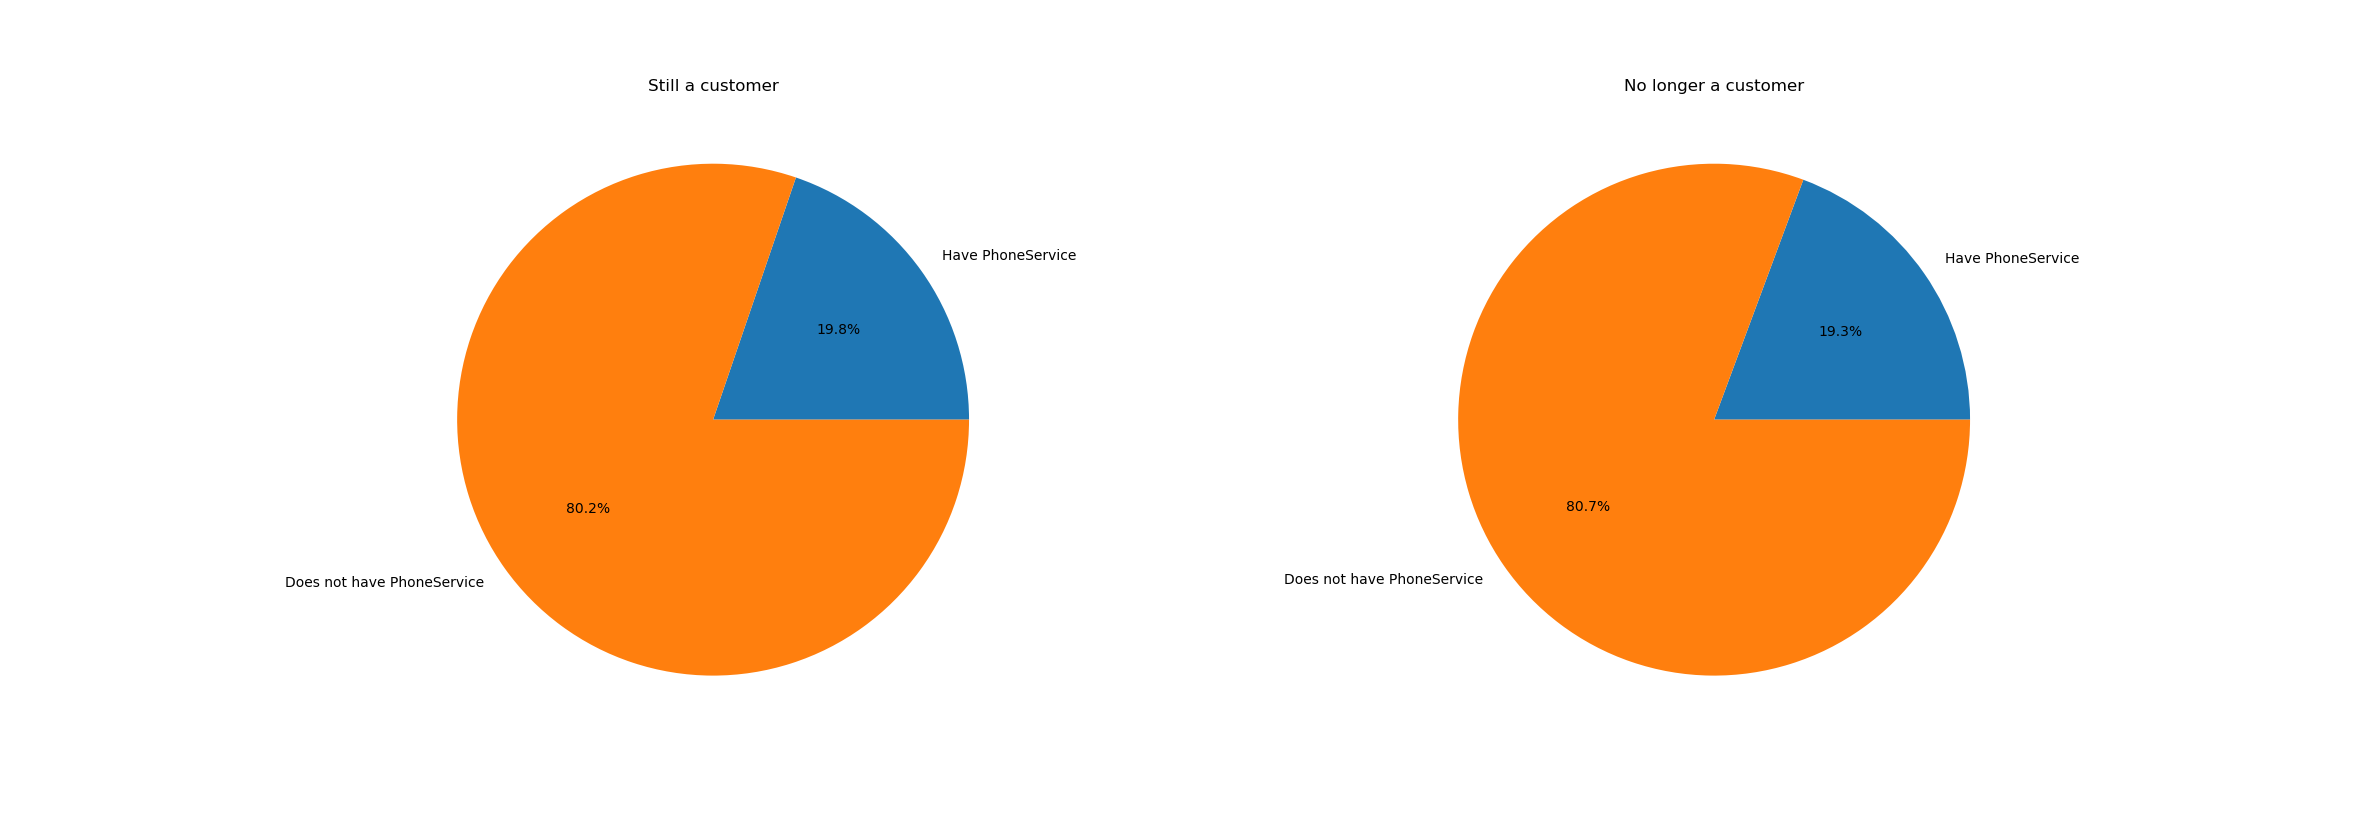 Still a customer
Have PhoneService
19.8%
80.2%
Does not have PhoneService
No longer a customer
Have PhoneService
19.3%
80.7%
Does not have PhoneService